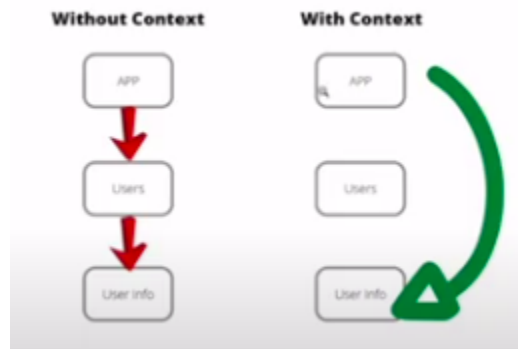 Without Context
With Context
APP
APP
Users
Users
User Info
User Info